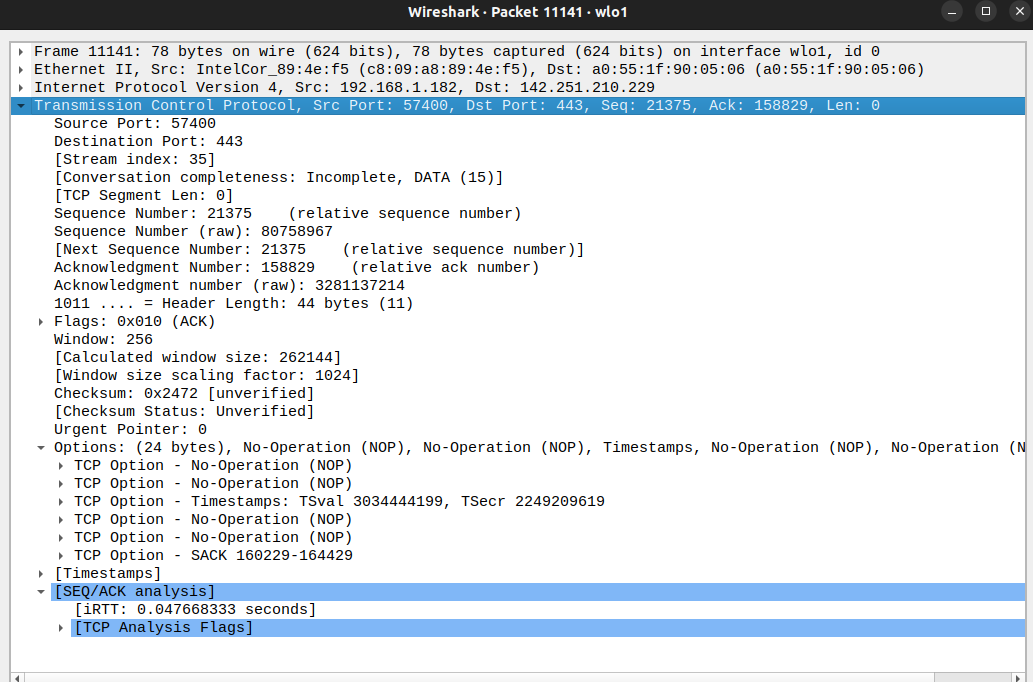 Wireshark · Packet 11141 · wlo1
Frame 11141: 78 bytes on wire (624 bits), 78 bytes captured (624 bits) on interface wlo1, id 0
Ethernet II, Src: IntelCor_89:4e:f5 (c8:09:a8:89:4e:f5), Dst: a0:55:1f:90:05:06 (a0:55:1f:90:05:06)
Internet Protocol Version 4, Src: 192.168.1.182, Dst: 142.251.210.229
Transmission Control Protocol, Src Port: 57400, Dst Port: 443, Seq: 21375, Ack: 158829, Len: 0
Source Port: 57400
Destination Port: 443
[Stream index: 35]
[Conversation completeness: Incomplete, DATA (15)]
[TCP Segment Len: 0]
Sequence Number: 21375    (relative sequence number)
Sequence Number (raw): 80758967
[Next Sequence Number: 21375    (relative sequence number)]
Acknowledgment Number: 158829    (relative ack number)
Acknowledgment number (raw): 3281137214
1011 .... = Header Length: 44 bytes (11)
Flags: 0x010 (ACK)
Window: 256
[Calculated window size: 262144]
[Window size scaling factor: 1024]
Checksum: 0x2472 [unverified]
[Checksum Status: Unverified]
Urgent Pointer: 0
Options: (24 bytes), No-Operation (NOP), No-Operation (NOP), Timestamps, No-Operation (NOP), No-Operation (N
TCP Option - No-Operation (NOP)
TCP Option - No-Operation (NOP)
TCP Option - Timestamps: TSval 3034444199, TSecr 2249209619
TCP Option - No-Operation (NOP)
TCP Option - No-Operation (NOP)
TCP Option - SACK 160229-164429
[Timestamps]
[SEQ/ACK analysis]
[iRTT: 0.047668333 seconds]
[TCP Analysis Flags]